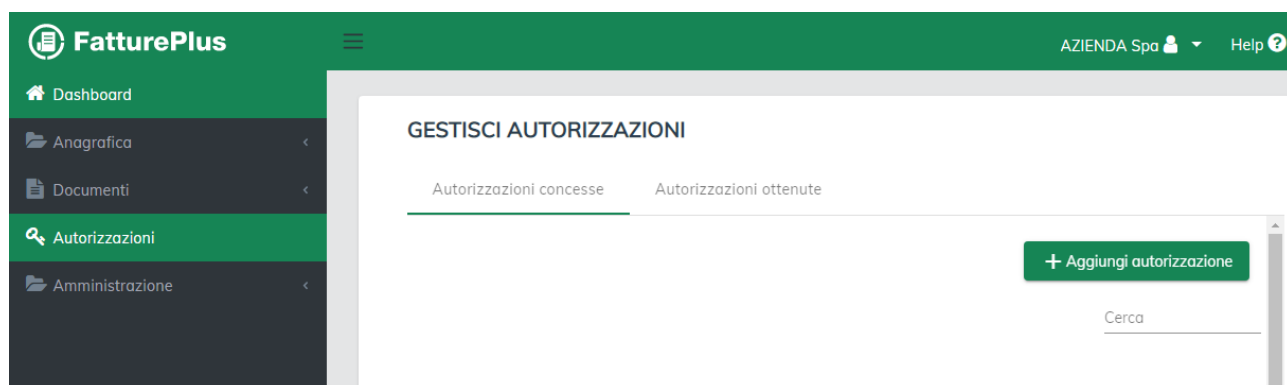 FatturePlus
AZIENDA Spa
Help
Dashboard
Anagrafica
Documenti
Autorizzazioni
Amministrazione
GESTISCI AUTORIZZAZIONI
Autorizzazioni concesse
Autorizzazioni ottenute
+ Aggiungi autorizzazione
Cerca